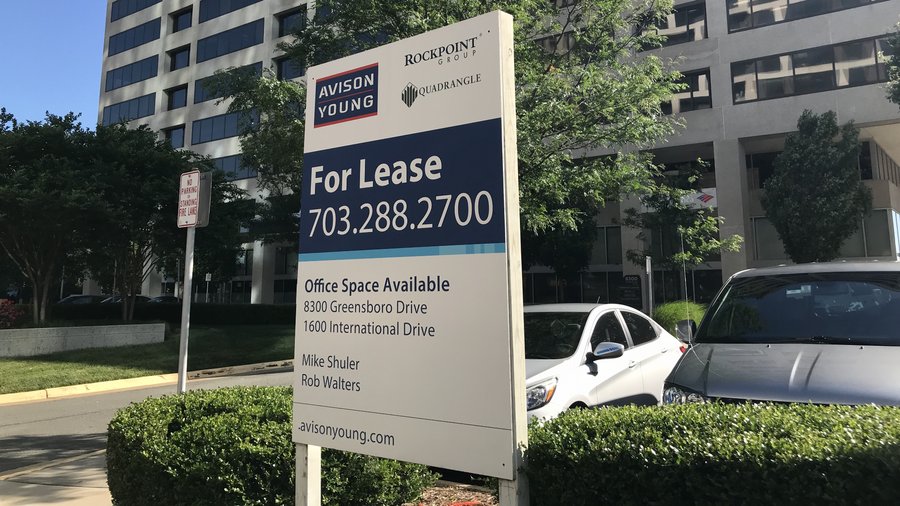 AVISON
YOUNG
ROCKPOINT
GROUP
QUADRANGLE
For Lease
703.288.2700
Office Space Available
8300 Greensboro Drive
1600 International Drive
Mike Shuler
Rob Walters
.avisonyoung.com
NO
PARKING
OR
STANDING
FIRE LANE